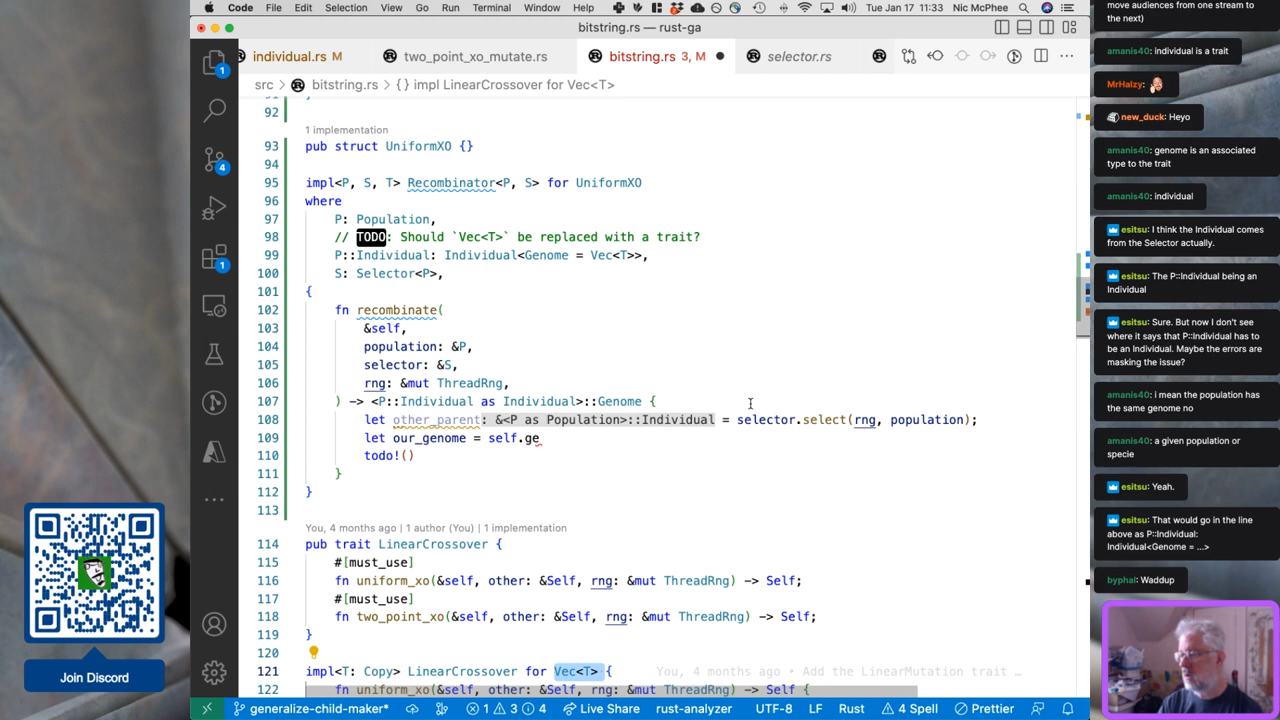 Code File Edit Selection View Go Run Terminal Window Help Tue Jan 17 11:33 Nic McPhee
bitstring.rs — rust-ga
individual.rs M two_point_xo_mutate.rs bitstring.rs 3, M selector.rs
src > bitstring.rs > {} impl LinearCrossover for Vec<T>
91 }
92
1 implementation
93 pub struct UniformXO {}
94
95 impl<P, S, T> Recombinator<P, S> for UniformXO
96 where
97 P: Population,
98 // TODO: Should `Vec<T>` be replaced with a trait?
99 P::Individual: Individual<Genome = Vec<T>>,
100 S: Selector<P>,
101 {
102 fn recombinate(
103 &self,
104 population: &P,
105 selector: &S,
106 rng: &mut ThreadRng,
107 ) -> <P::Individual as Individual>::Genome {
108 let other_parent: &<P as Population>::Individual = selector.select(rng, population);
109 let our_genome = self.ge
110 todo!()
111 }
112 }
113
You, 4 months ago | 1 author (You) | 1 implementation
114 pub trait LinearCrossover {
115 #[must_use]
116 fn uniform_xo(&self, other: &Self, rng: &mut ThreadRng) -> Self;
117 #[must_use]
118 fn two_point_xo(&self, other: &Self, rng: &mut ThreadRng) -> Self;
119 }
120
121 impl<T: Copy> LinearCrossover for Vec<T> { You, 4 months ago • Add the LinearMutation trait …
122 fn uniform_xo(&self, other: &Self, rng: &mut ThreadRng) -> Self {
1
4
1
generalize-child-maker* 1 3 4 Live Share rust-analyzer UTF-8 LF Rust 4 Spell Prettier
Join Discord
move audiences from one stream to the next)
amanis40: individual is a trait
MrHalzy:
new_duck: Heyo
amanis40: genome is an associated
type to the trait
amanis40: individual
esitsu: I think the Individual comes
from the Selector actually.
esitsu: The P::Individual being an
Individual
esitsu: Sure. But now I don't see
where it says that P::Individual has to
be an Individual. Maybe the errors are
masking the issue?
amanis40: i mean the population has
the same genome no
amanis40: a given population or
specie
esitsu: Yeah.
esitsu: That would go in the line
above as P::Individual:
Individual<Genome = ...>
byphal: Waddup